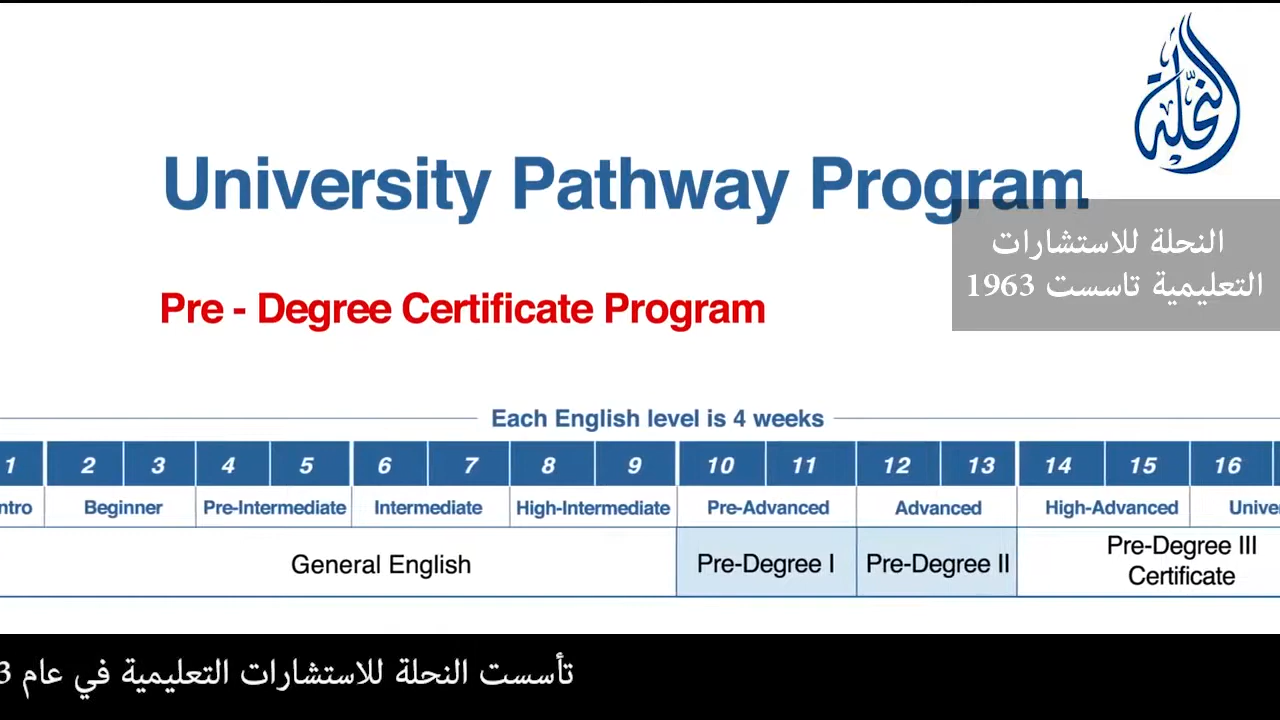 النحلة
University Pathway Program
النحلة للاستشارات
التعليمية تاسست 1963
Pre - Degree Certificate Program
Each English level is 4 weeks
1 2 3 4 5 6 7 8 9 10 11 12 13 14 15 16
ntro Beginner Pre-Intermediate Intermediate High-Intermediate Pre-Advanced Advanced High-Advanced Univer
General English Pre-Degree I Pre-Degree II Pre-Degree III
Certificate
تأسست النحلة للاستشارات التعليمية في عام 3